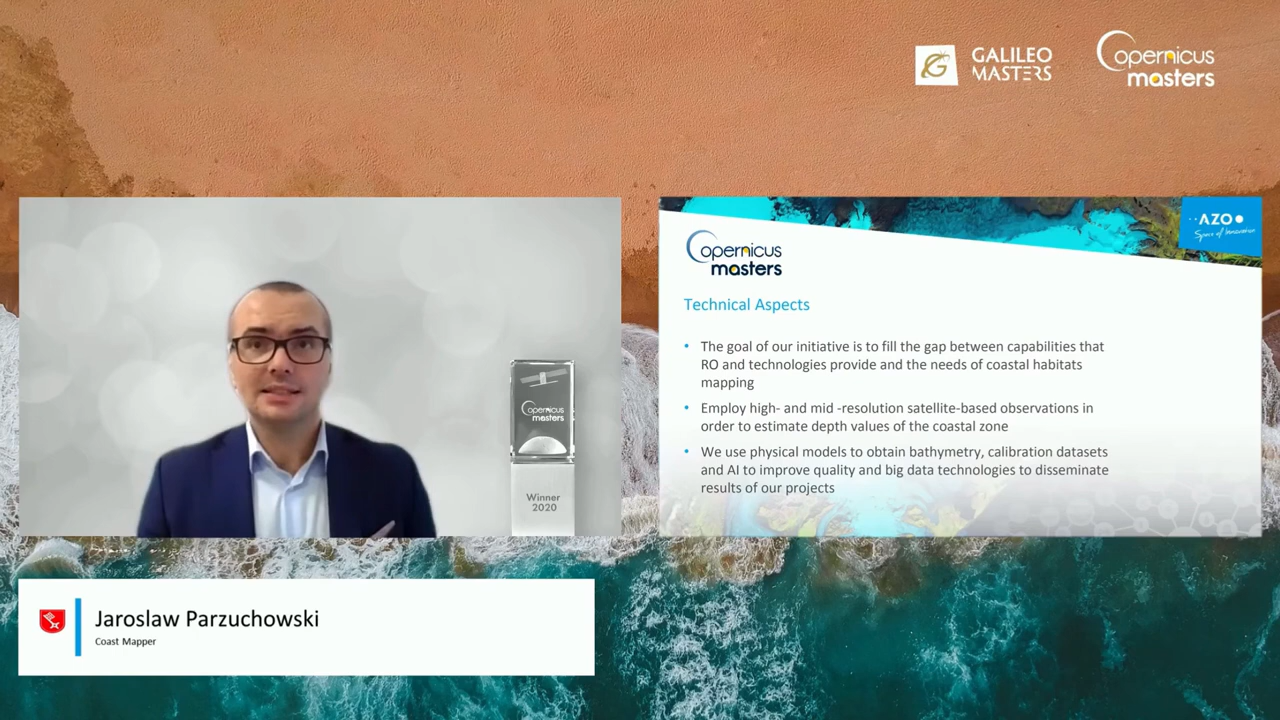 GALILEO
MASTERS
Copernicus
masters
AZO
Space of Innovation
Copernicus
masters
Technical Aspects
• The goal of our initiative is to fill the gap between capabilities that
RO and technologies provide and the needs of coastal habitats
mapping
• Employ high- and mid -resolution satellite-based observations in
order to estimate depth values of the coastal zone
• We use physical models to obtain bathymetry, calibration datasets
and AI to improve quality and big data technologies to disseminate
results of our projects
Copernicus
masters
Winner
2020
Jaroslaw Parzuchowski
Coast Mapper